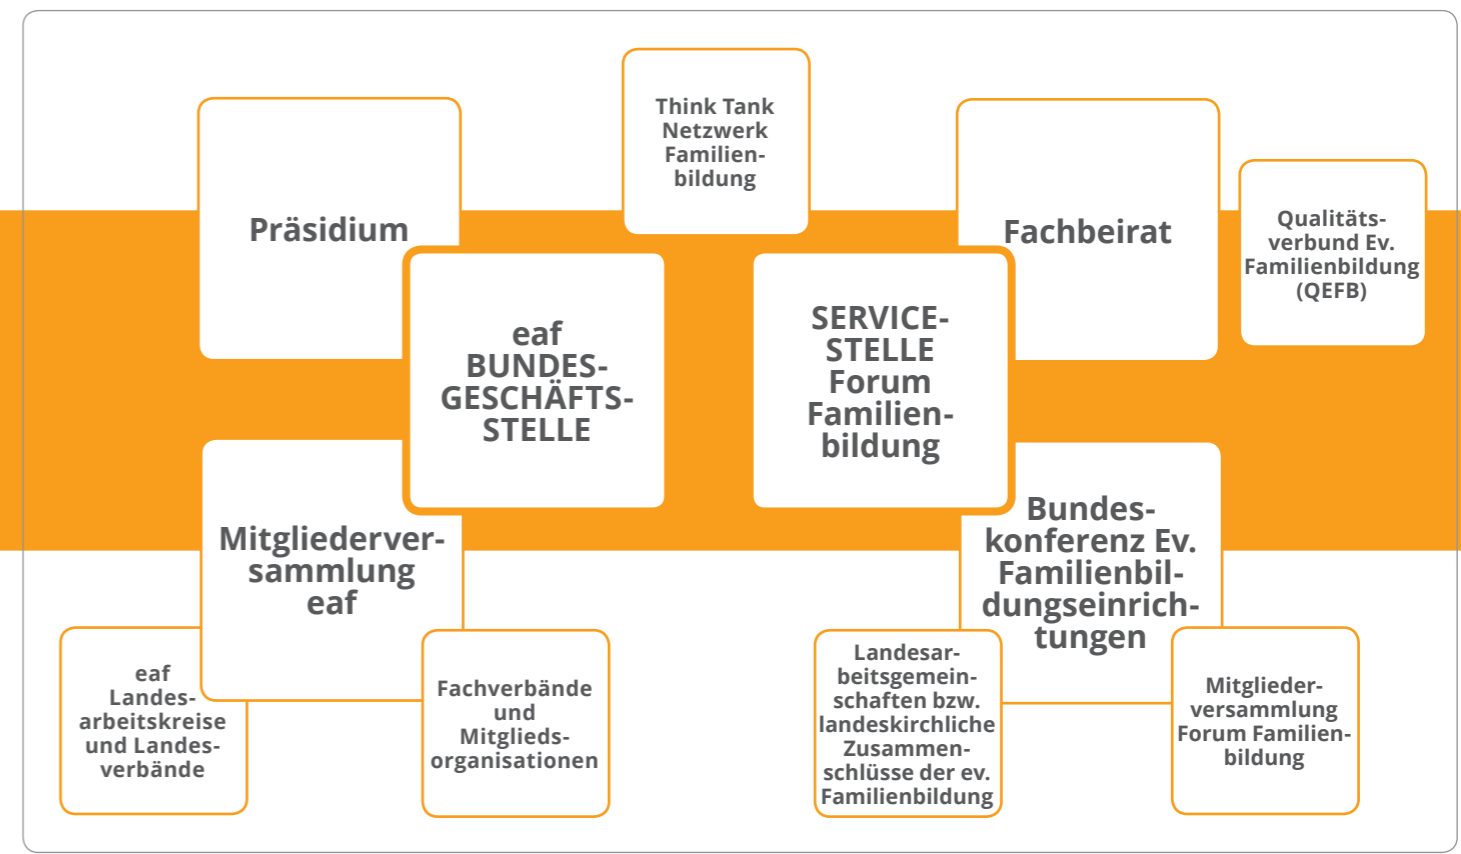 Think Tank
Netzwerk
Familien-
bildung
Präsidium
Fachbeirat
Qualitäts-
verbund Ev.
Familienbildung
(QEFB)
eaf
BUNDES-
GESCHÄFTS-
STELLE
SERVICE-
STELLE
Forum
Familien-
bildung
Mitgliederver-
sammlung
eaf
Bundes-
konferenz Ev.
Familienbil-
dungseinrich-
tungen
eaf
Landes-
arbeitskreise
und Landes-
verbände
Fachverbände
und
Mitglieds-
organisationen
Landesar-
beitsgemein-
schaften bzw.
landeskirchliche
Zusammen-
schlüsse der ev.
Familienbildung
Mitglieder-
versammlung
Forum Familien-
bildung